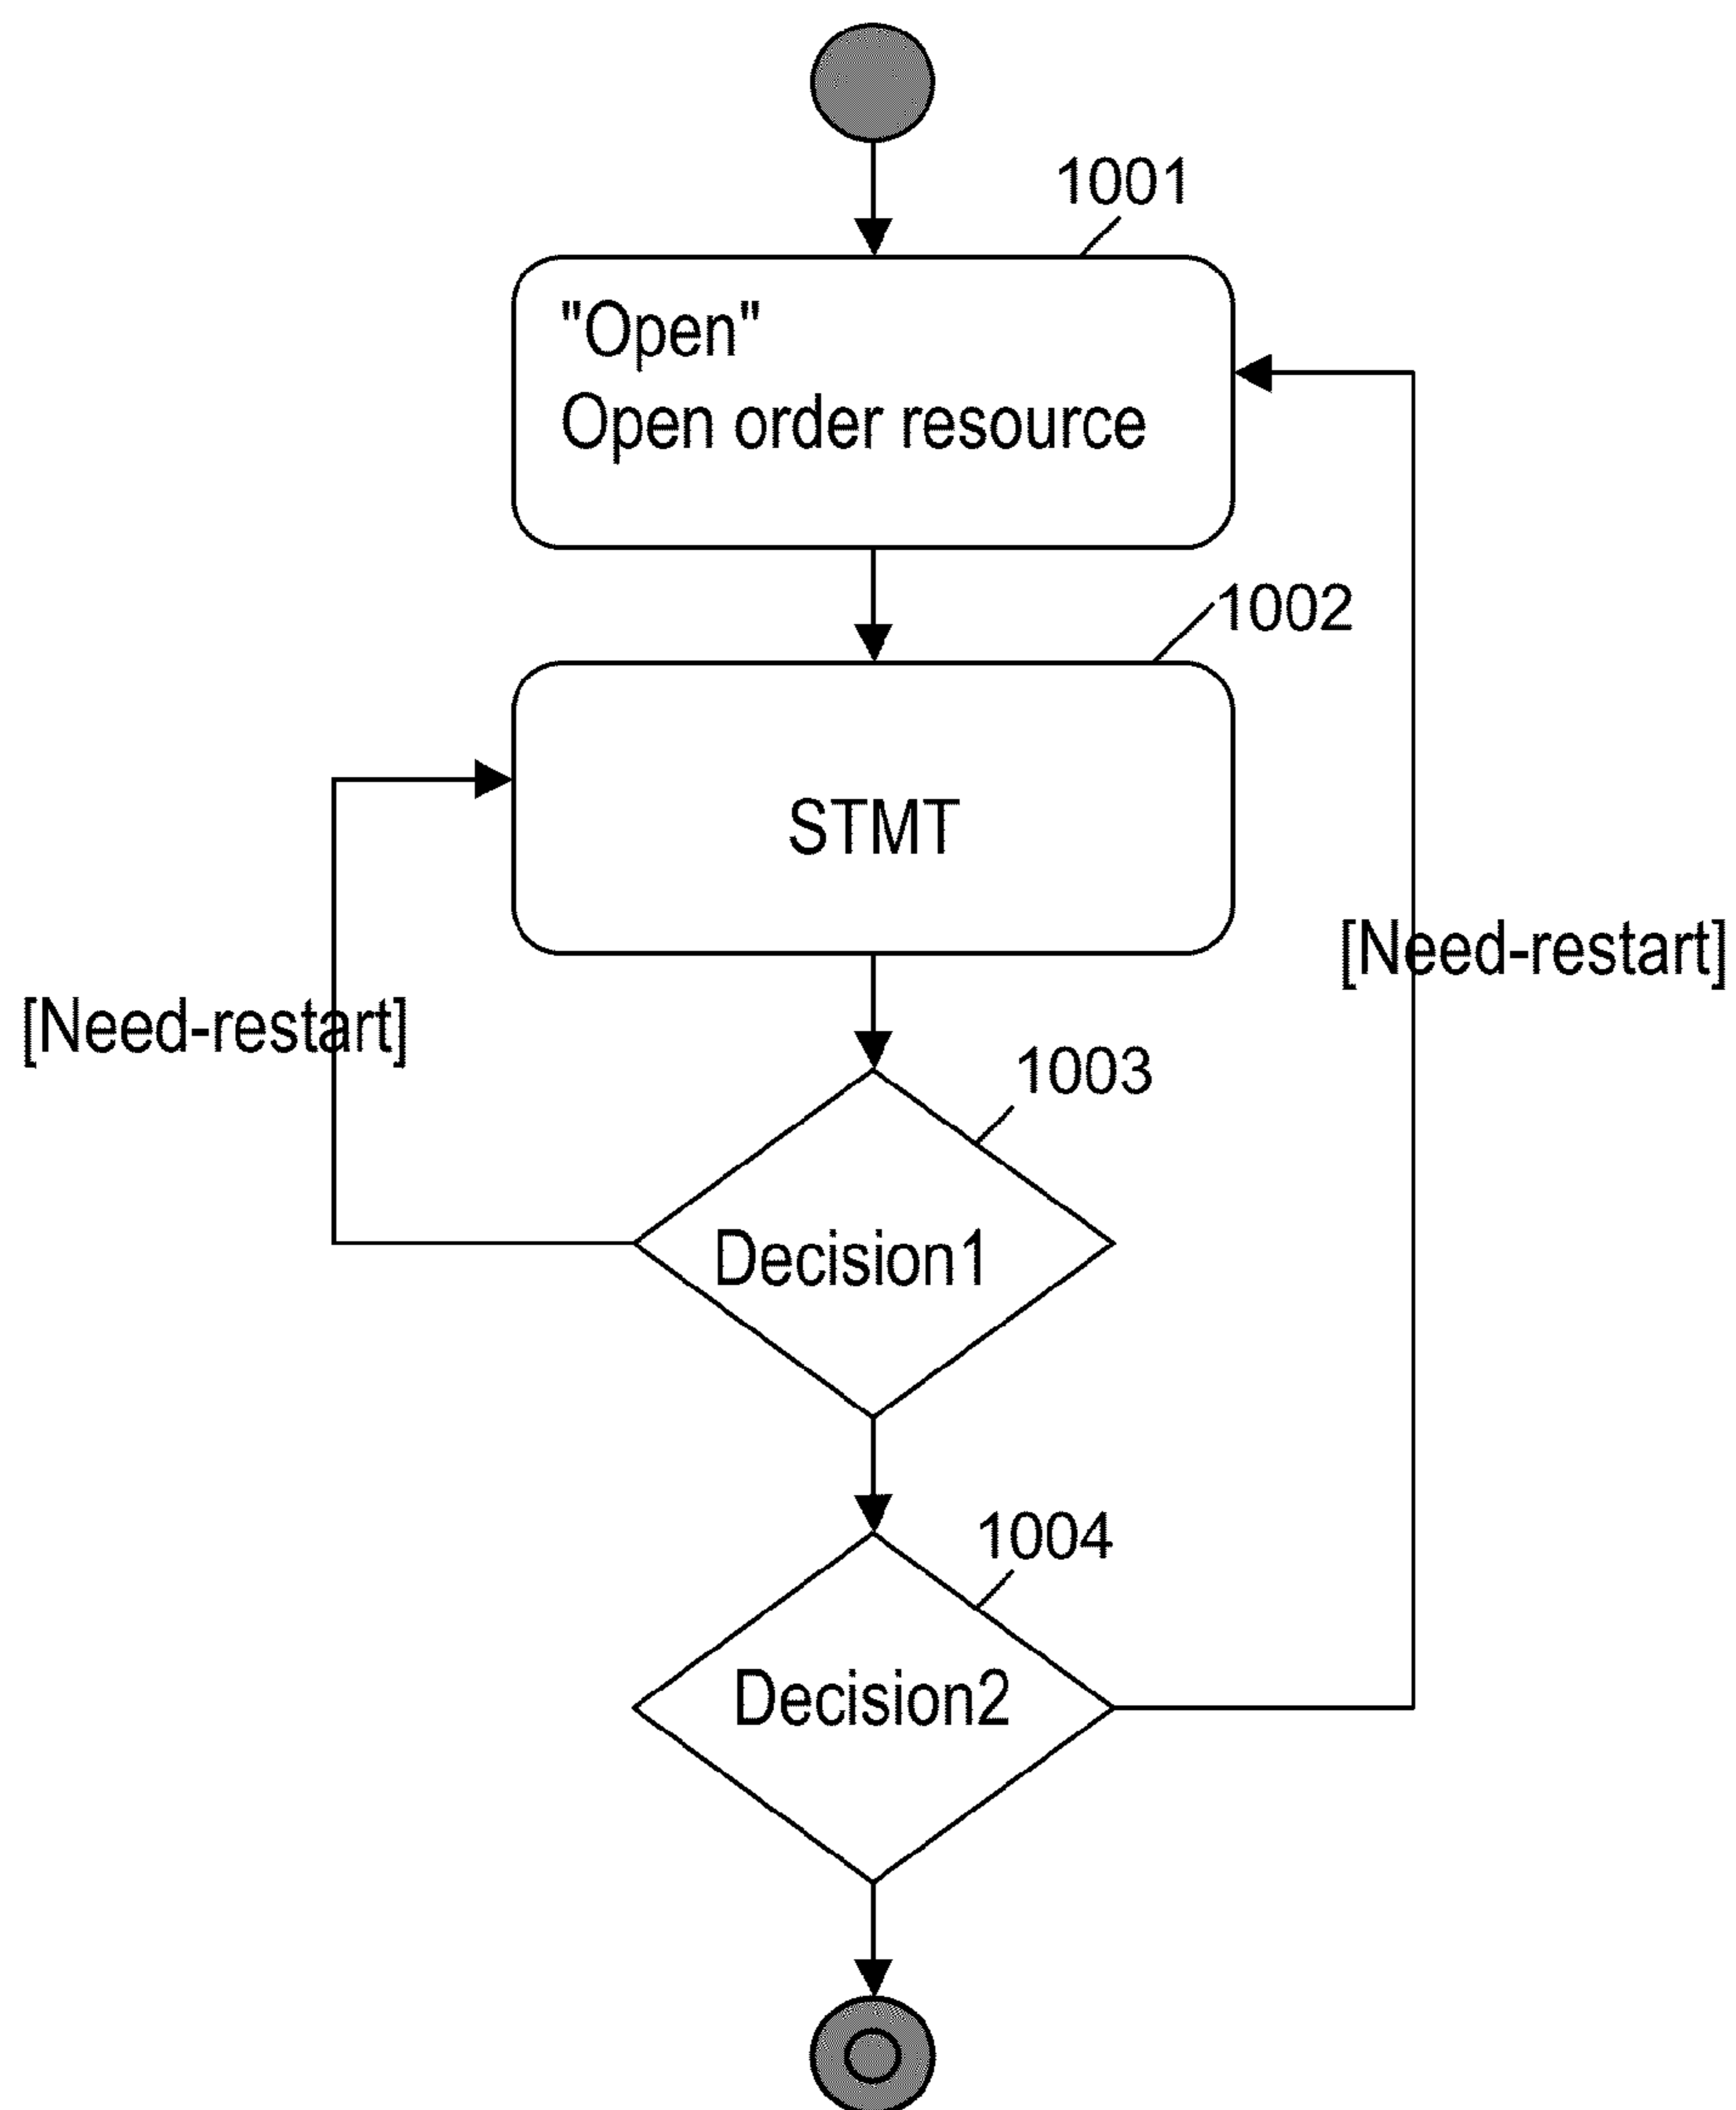 1001
"Open"
Open order resource
1002
STMT
[Need-restart]
[Need-restart]
1003
Decision1
1004
Decision2